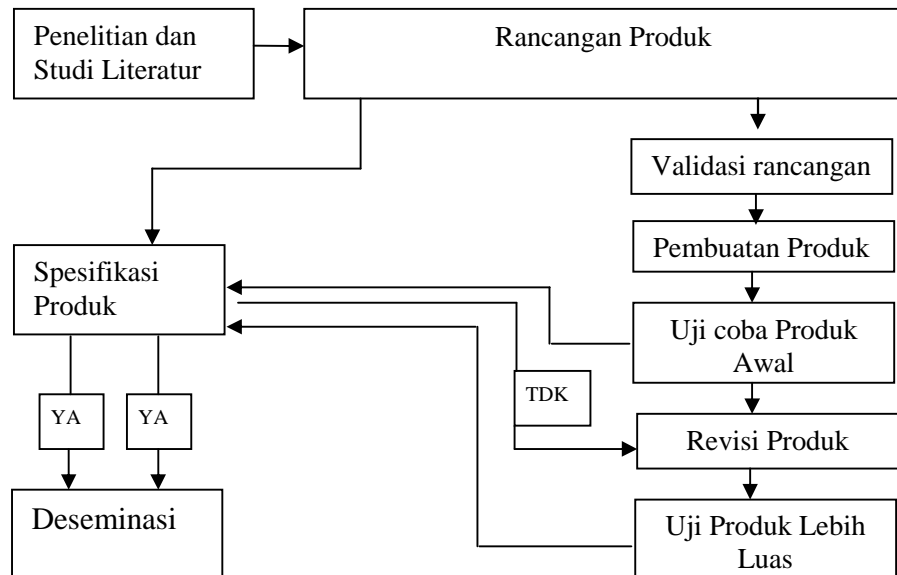 Penelitian dan
Studi Literatur
Rancangan Produk
Validasi rancangan
Pembuatan Produk
Spesifikasi
Produk
Uji coba Produk
Awal
TDK
YA
YA
Revisi Produk
Deseminasi
Uji Produk Lebih
Luas